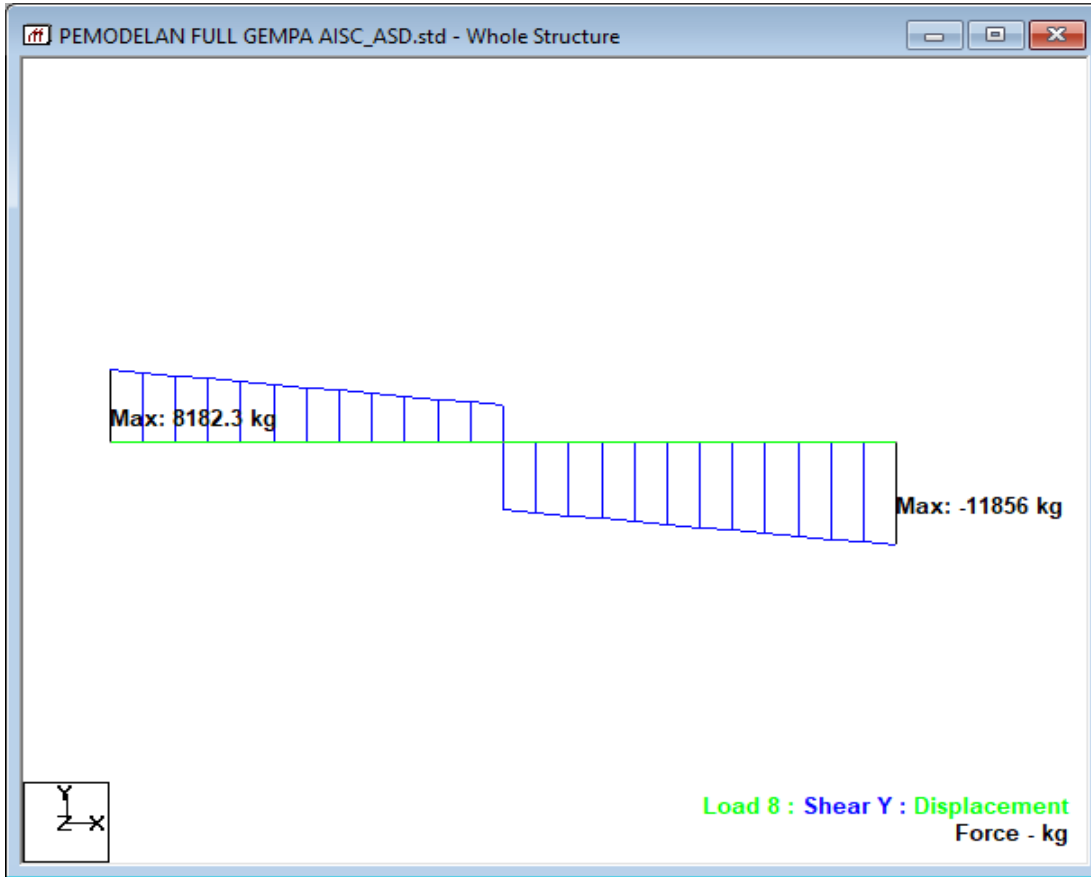 PEMODELAN FULL GEMPA AISC_ASD.std - Whole Structure
Max: 8182.3 kg
Max: -11856 kg
Y
Z X
Load 8 : Shear Y : Displacement
Force - kg